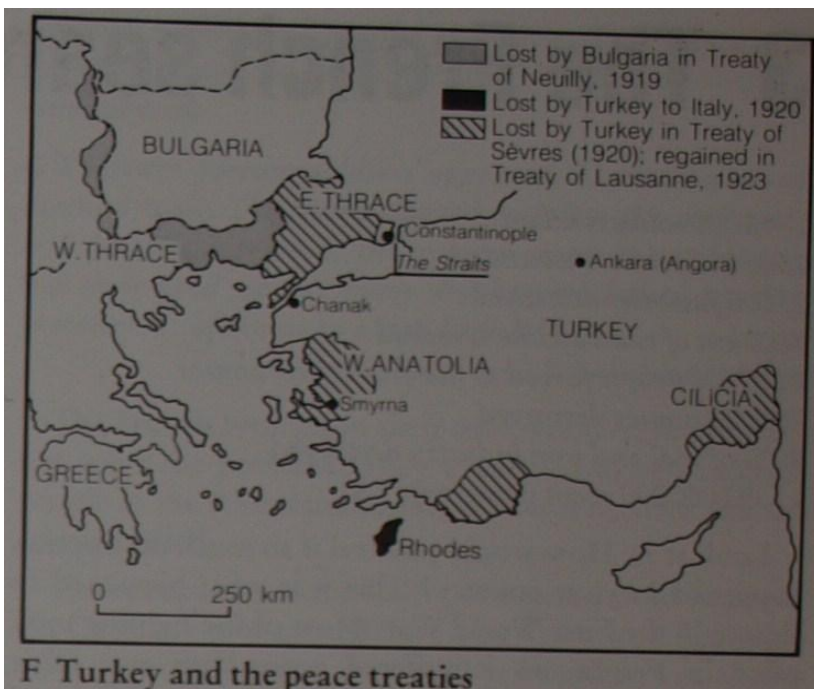 Lost by Bulgaria in Treaty
of Neuilly, 1919
Lost by Turkey to Italy, 1920
Lost by Turkey in Treaty of
Sèvres (1920); regained in
Treaty of Lausanne, 1923
BULGARIA
E.THRACE
Constantinople
W.THRACE
The Straits
Ankara (Angora)
Chanak
TURKEY
W.ANATOLIA
CILICIA
Smyrna
GREECE
Rhodes
0 250 km
F Turkey and the peace treaties